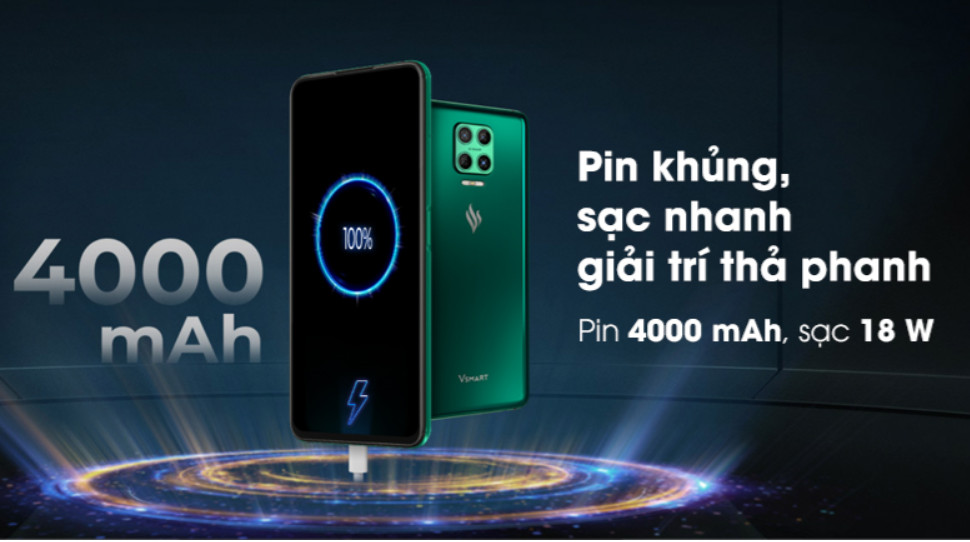 4000
mAh
100%
VSMART
Pin khủng,
sạc nhanh
giải trí thả phanh
Pin 4000 mAh, sạc 18 W